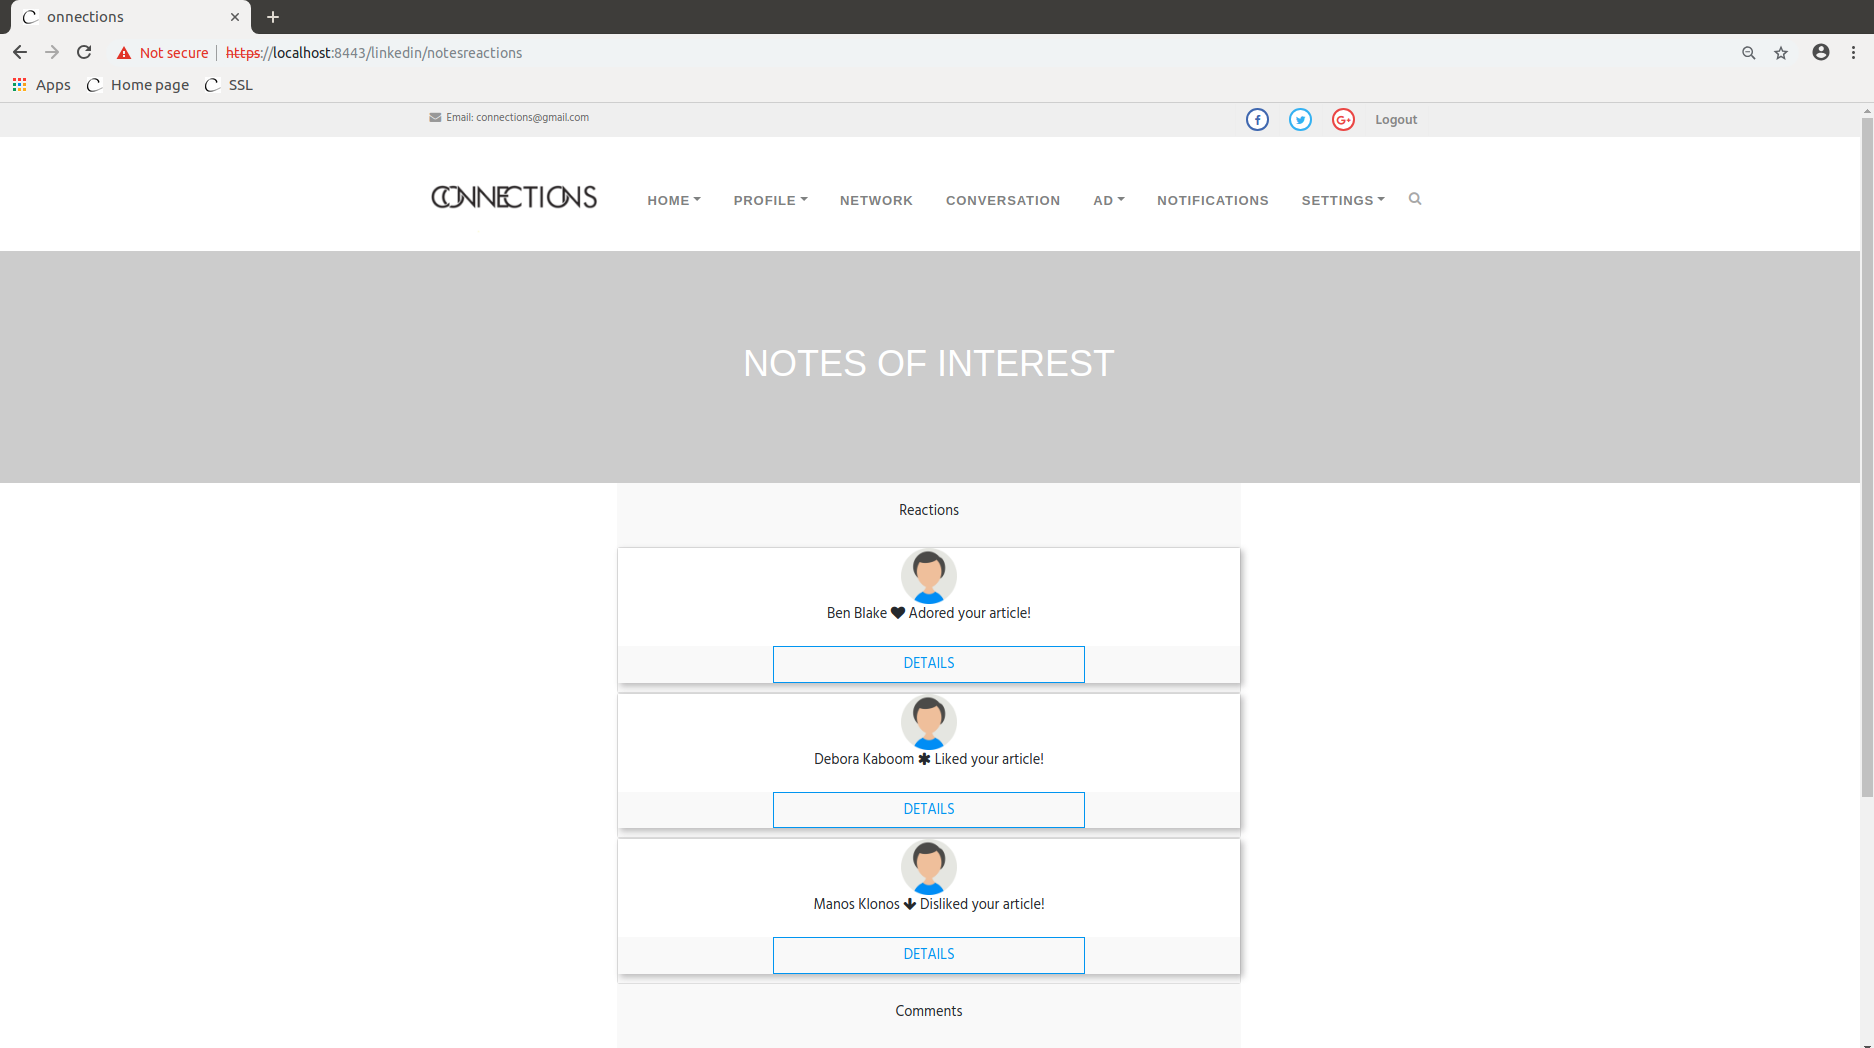 onnections
Not secure https://localhost:8443/linkedin/notesreactions
Apps Home page SSL
Email: connections@gmail.com Logout
CONNECTIONS HOME PROFILE NETWORK CONVERSATION AD NOTIFICATIONS SETTINGS
NOTES OF INTEREST
Reactions
Ben Blake Adored your article!
DETAILS
Debora Kaboom Liked your article!
DETAILS
Manos Klonos Disliked your article!
DETAILS
Comments